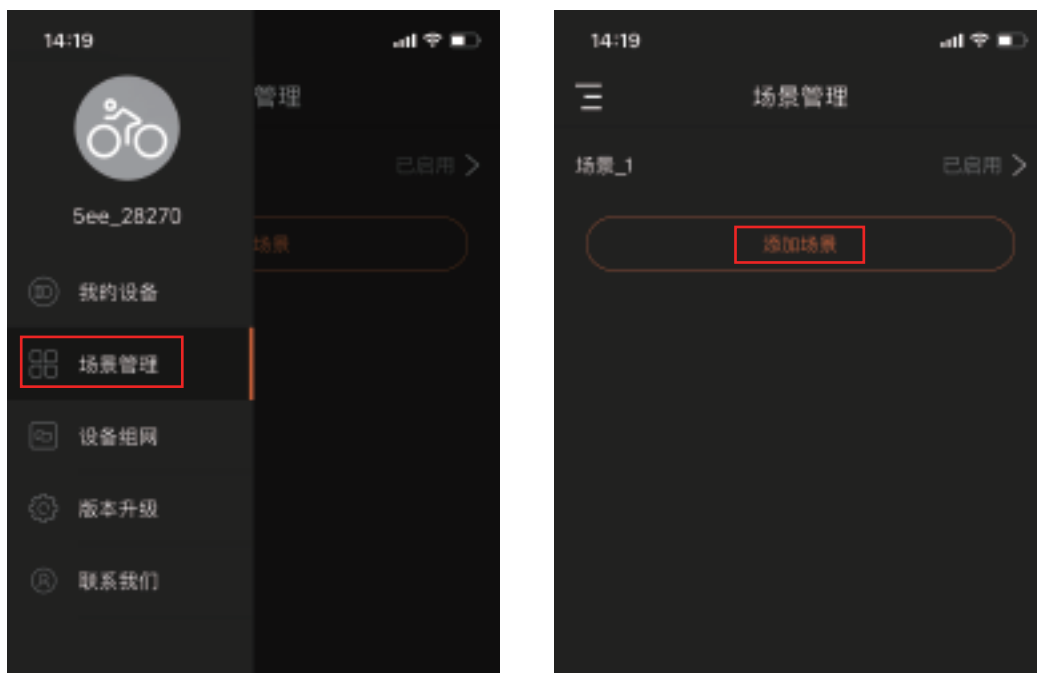 14:19
管理
5ee_28270
已启用
场景
我的设备
场景管理
设备组网
版本升级
联系我们
14:19
场景管理
场景_1
已启用
添加场景